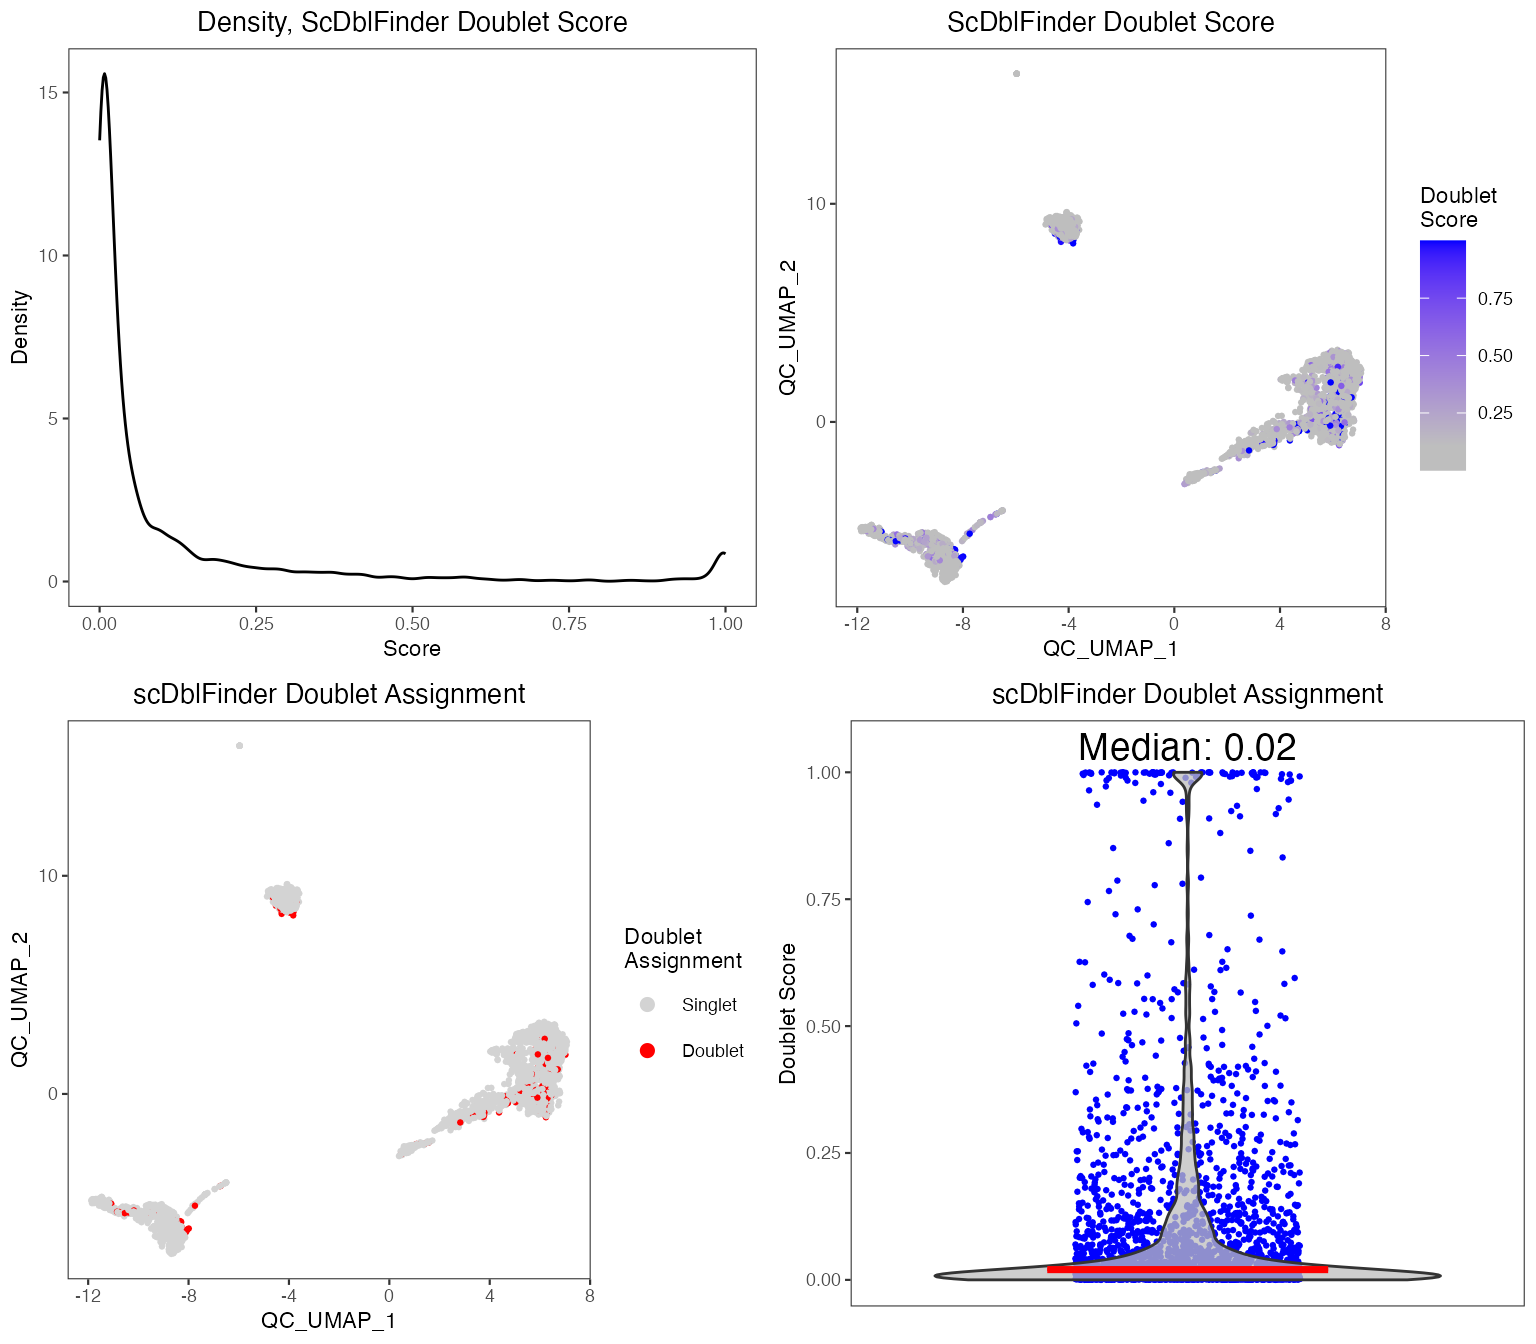 Density, ScDblFinder Doublet Score
15
10
5
0
Density
0.00 0.25 0.50 0.75 1.00
Score
ScDblFinder Doublet Score
10
0
QC_UMAP_2
-12 -8 -4 0 4 8
QC_UMAP_1
Doublet
Score
0.75
0.50
0.25
scDblFinder Doublet Assignment
10
0
QC_UMAP_2
-12 -8 -4 0 4 8
QC_UMAP_1
Doublet
Assignment
Singlet
Doublet
scDblFinder Doublet Assignment
Median: 0.02
1.00
0.75
0.50
0.25
0.00
Doublet Score